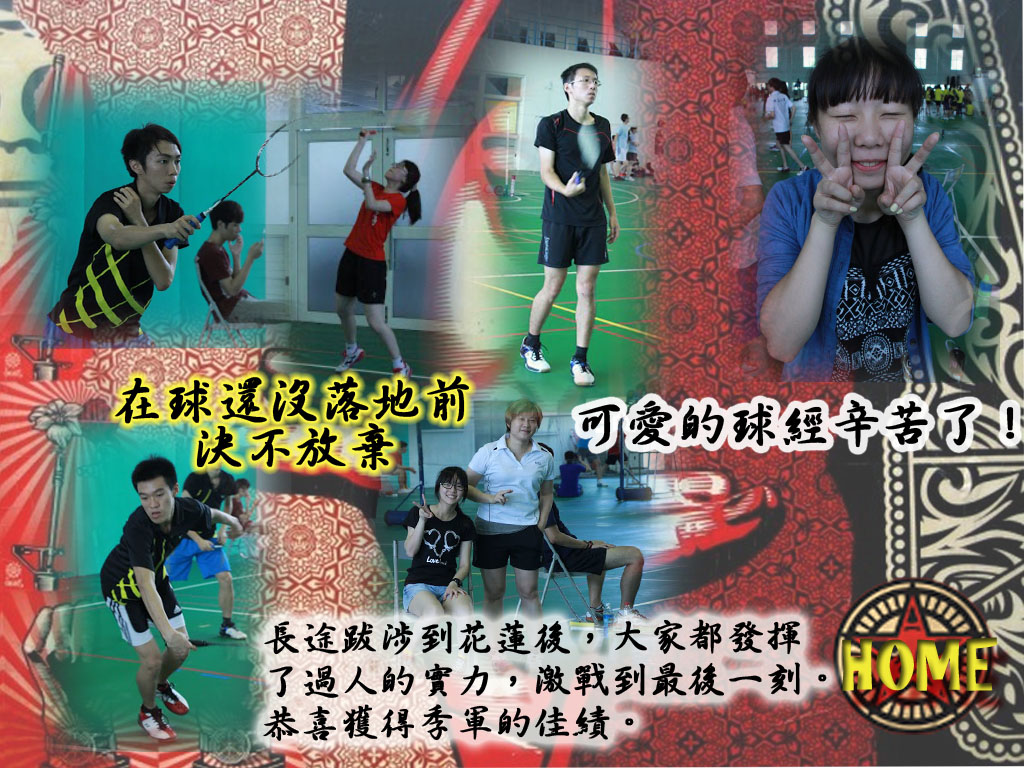 在球還沒落地前
決不放棄
可愛的球經辛苦了！
長途跋涉到花蓮後，大家都發揮
了過人的實力，激戰到最後一刻。
恭喜獲得季軍的佳績。
HOME
Love